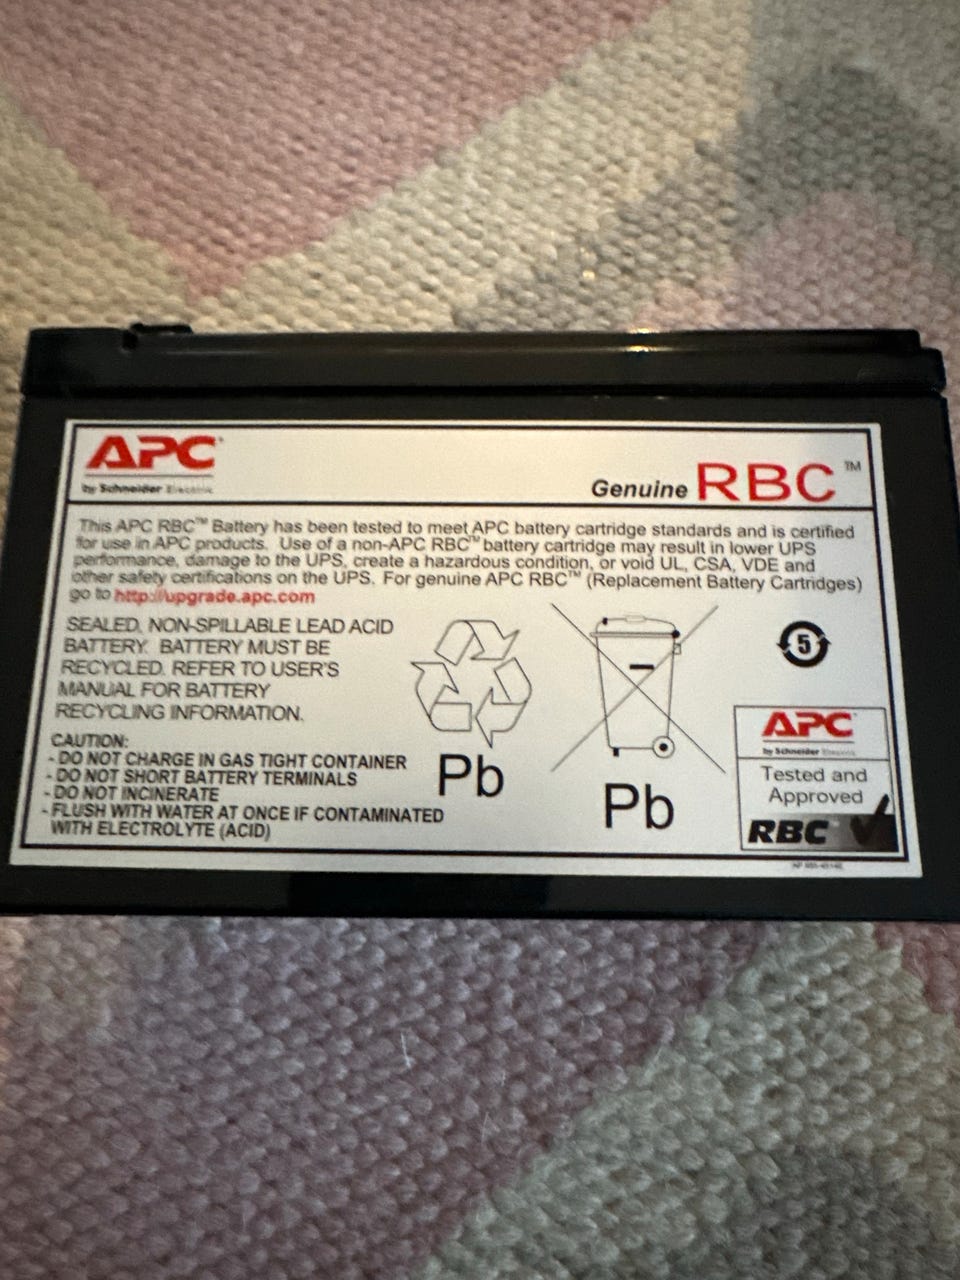 APC
by Schneider Electric
Genuine RBC™
This APC RBC™ Battery has been tested to meet APC battery cartridge standards and is certified
for use in APC products. Use of a non-APC RBC™ battery cartridge may result in lower UPS
performance, damage to the UPS, create a hazardous condition, or void UL, CSA, VDE and
other safety certifications on the UPS. For genuine APC RBC™ (Replacement Battery Cartridges)
go to http://upgrade.apc.com
SEALED, NON-SPILLABLE LEAD ACID
BATTERY. BATTERY MUST BE
RECYCLED. REFER TO USER'S
MANUAL FOR BATTERY
RECYCLING INFORMATION.
CAUTION:
- DO NOT CHARGE IN GAS TIGHT CONTAINER
- DO NOT SHORT BATTERY TERMINALS
- DO NOT INCINERATE
- FLUSH WITH WATER AT ONCE IF CONTAMINATED
WITH ELECTROLYTE (ACID)
Pb
Pb
5
APC
by Schneider Electric
Tested and
Approved
RBC